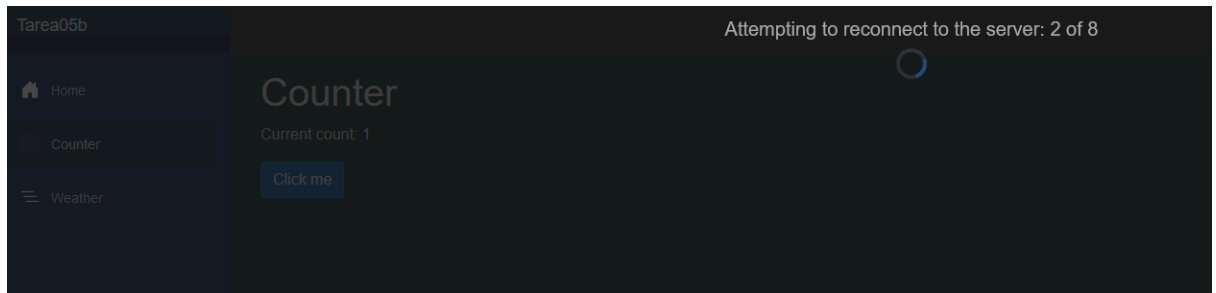 Tarea05b
Attempting to reconnect to the server: 2 of 8
Home
Counter
Weather
Counter
Current count: 1
Click me